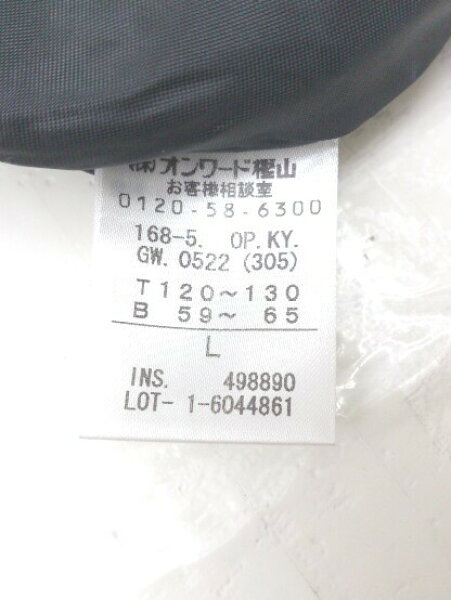 (株)オンワード樫山
お客様相談室
0120-58-6300
168-5. OP.KY.
GW. 0522 (305)
T 120～130
B 59～ 65
L
INS. 498890
LOT- 1-6044861